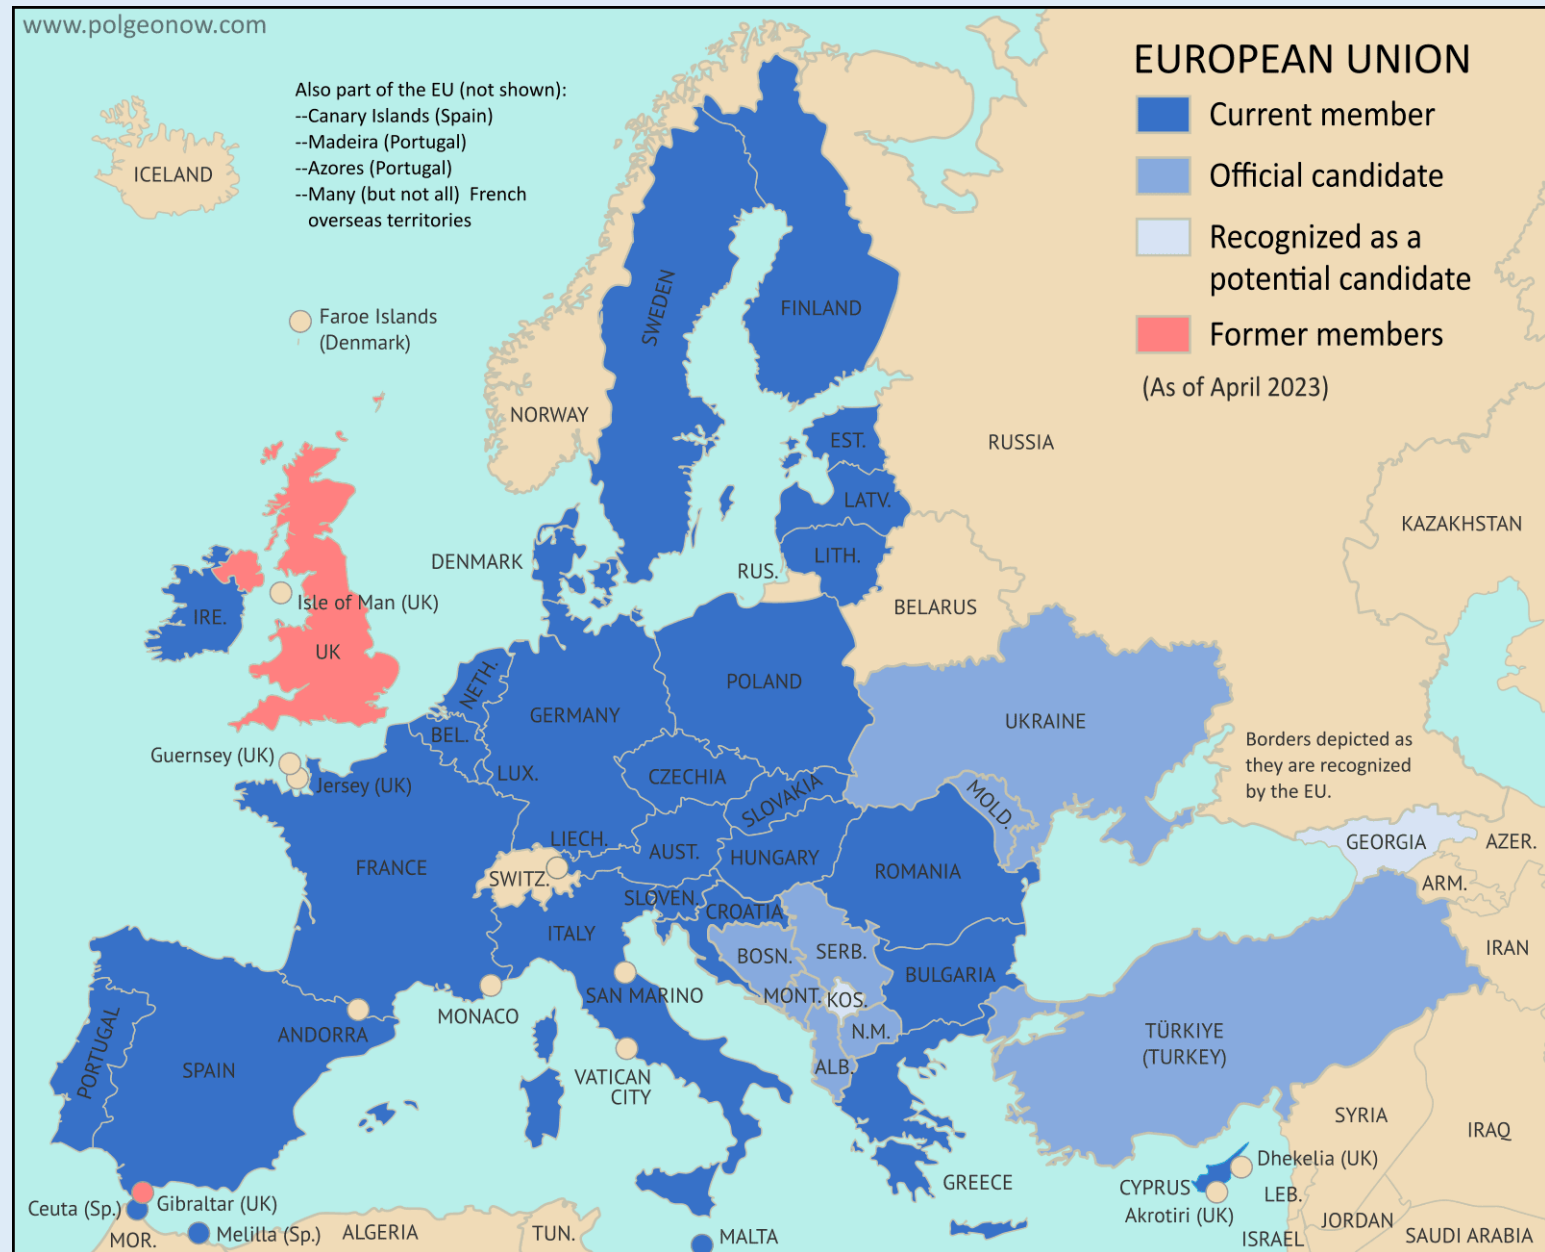 www.polgeonow.com
EUROPEAN UNION
Current member
Official candidate
Recognized as a
potential candidate
Former members
(As of April 2023)
Also part of the EU (not shown):
--Canary Islands (Spain)
--Madeira (Portugal)
--Azores (Portugal)
--Many (but not all) French
overseas territories
ICELAND
Faroe Islands
(Denmark)
SWEDEN
FINLAND
NORWAY
RUSSIA
EST.
LATV.
LITH.
KAZAKHSTAN
DENMARK
RUS.
BELARUS
Isle of Man (UK)
IRE.
UK
NETH.
POLAND
GERMANY
BEL.
UKRAINE
Borders depicted as
they are recognized
by the EU.
Guernsey (UK)
Jersey (UK)
LUX.
CZECHIA
SLOVAKIA
MOLD.
LIECH.
AUST.
HUNGARY
FRANCE
SWITZ.
ROMANIA
GEORGIA
AZER.
ARM.
SLOVEN.
CROATIA
ITALY
BOSN.
SERB.
BULGARIA
IRAN
SAN MARINO
MONT.
KOS.
MONACO
ANDORRA
N.M.
TÜRKIYE
(TURKEY)
PORTUGAL
SPAIN
ALB.
VATICAN
CITY
SYRIA
IRAQ
GREECE
Dhekelia (UK)
CYPRUS
LEB.
Akrotiri (UK)
Ceuta (Sp.)
Gibraltar (UK)
Melilla (Sp.)
MOR.
ALGERIA
TUN.
MALTA
ISRAEL
JORDAN
SAUDI ARABIA